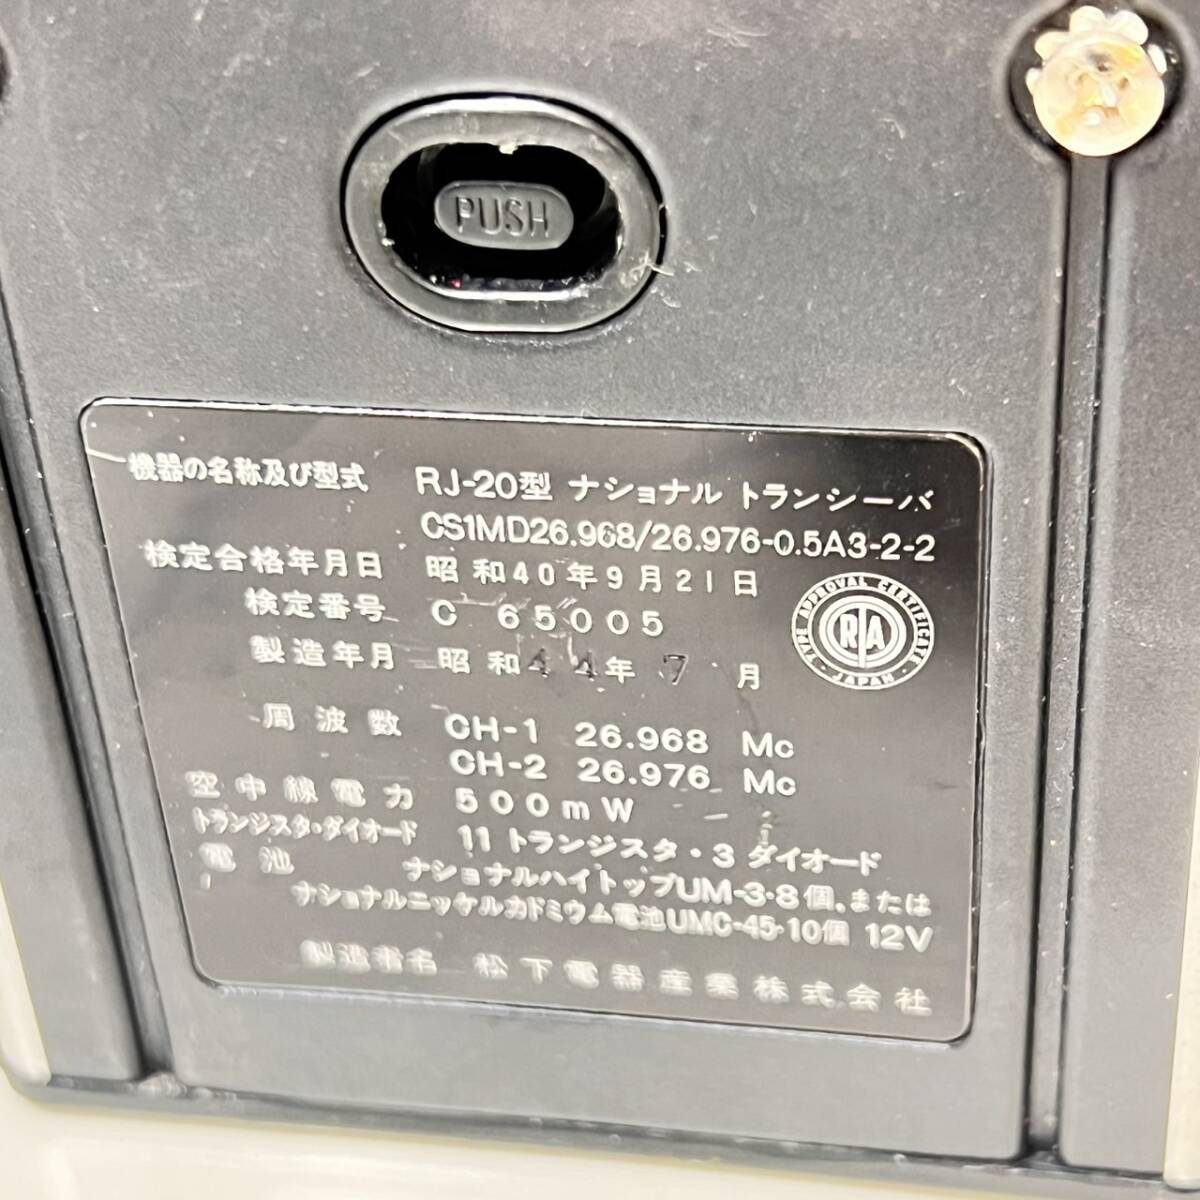 PUSH
機器の名称及び型式 RJ-20型 ナショナル トランシーバ
CS1MD26.968/26.976-0.5A3-2-2
検定合格年月日 昭和40年9月21日
検定番号 C 65005
TYPE APPROVAL CERTIFICATE · JAPAN ·
RTA
製造年月 昭和44年7月
周波数 CH-1 26.968 Mc
CH-2 26.976 Mc
空中線電力 500mW
トランジスタ・ダイオード 11トランジスタ・3ダイオード
電池 ナショナルハイトップUM-3・8個，または
ナショナルニッケルカドミウム電池UMC-45・10個 12V
製造者名 松下電器産業株式会社